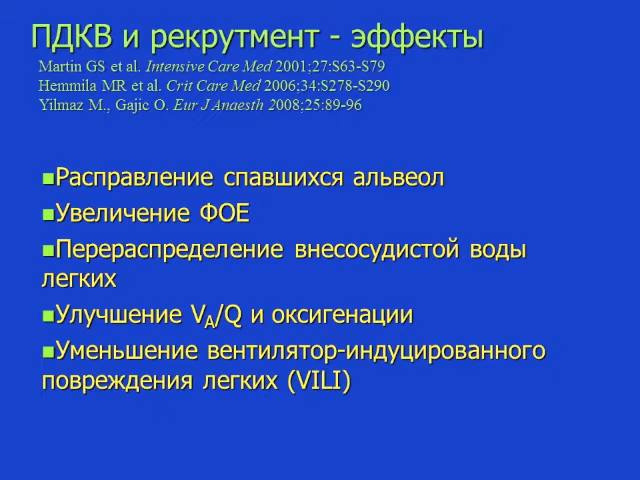 ПДКВ и рекрутмент - эффекты
Martin GS et al. Intensive Care Med 2001;27:S63-S79
Hemmila MR et al. Crit Care Med 2006;34:S278-S290
Yilmaz M., Gajic O. Eur J Anaesth 2008;25:89-96
■Расправление спавшихся альвеол
■Увеличение ФОЕ
■Перераспределение внесосудистой воды
легких
■Улучшение VA/Q и оксигенации
■Уменьшение вентилятор-индуцированного
повреждения легких (VILI)